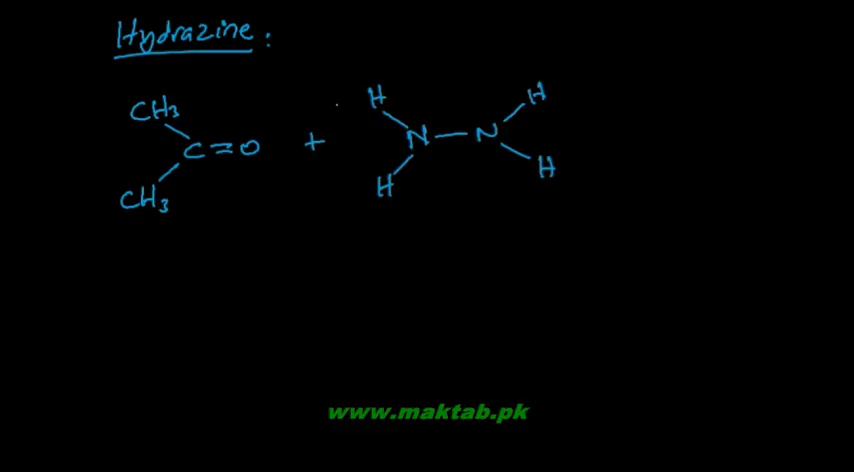 Hydrazine:
CH3 H H
C=O + N—N
CH3 H H
www.maktab.pk